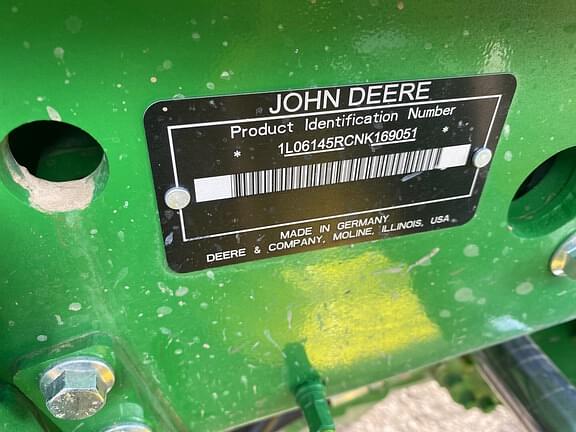 JOHN DEERE
Product Identification Number
* 1L06145RCNK169051 *
MADE IN GERMANY
DEERE & COMPANY, MOLINE, ILLINOIS, USA